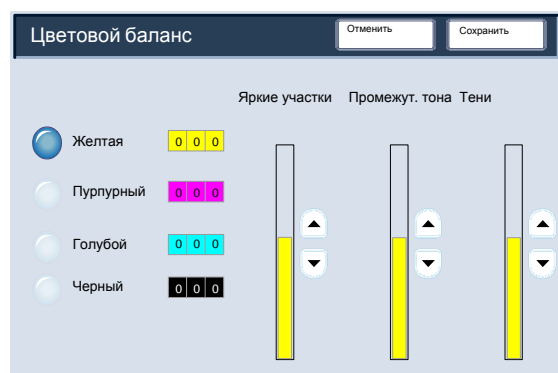 Цветовой баланс Отменить Сохранить
Яркие участки Промежут. тона Тени
Желтая 0 0 0
Пурпурный 0 0 0
Голубой 0 0 0
Черный 0 0 0